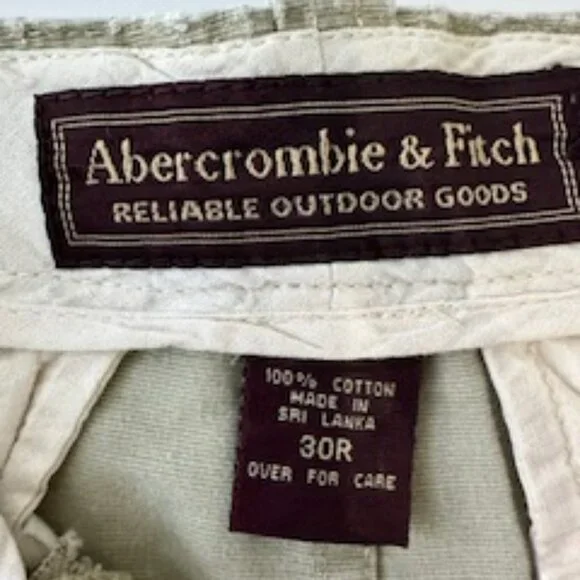 Abercrombie & Fitch
RELIABLE OUTDOOR GOODS
100% COTTON
MADE IN
SRI LANKA
30R
OVER FOR CARE